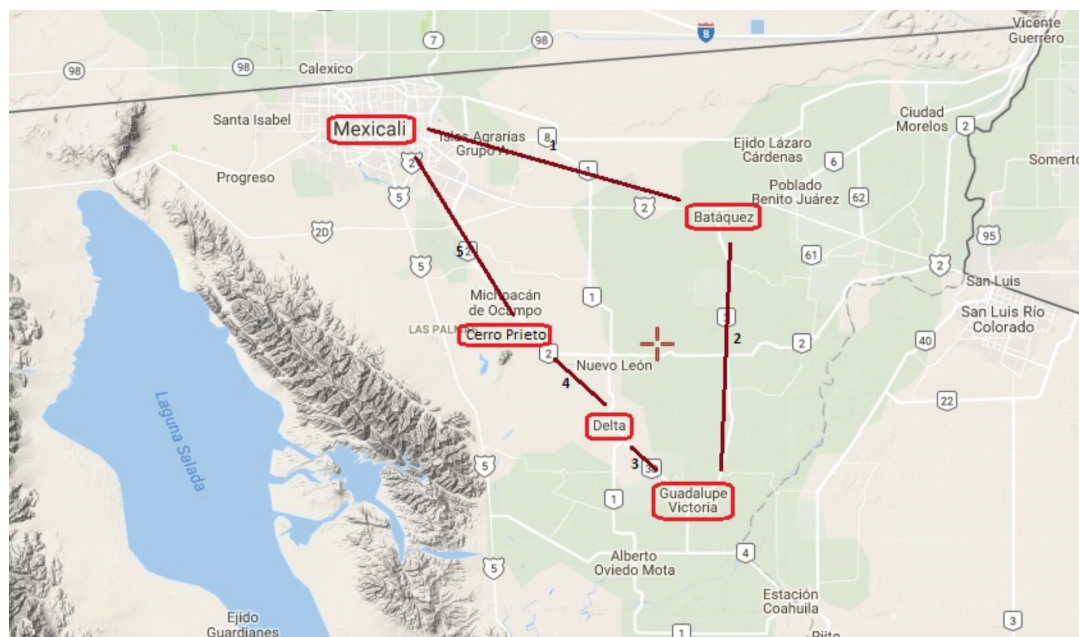 Vicente
Guerrero
8
7
98
98
98
Calexico
Santa Isabel
Mexicali
Islas Agrarias
Grupo A
8
1
1
Ciudad
Morelos
2
Ejido Lázaro
Cárdenas
6
Somerto
2
Progreso
5
Poblado
Benito Juárez
62
2
Batáquez
2D
95
5
2
61
5
2
San Luis
Michoacán
de Ocampo
1
San Luis Río
Colorado
LAS PALMAS
Cerro Prieto
3
2
2
2
40
Nuevo León
4
22
Laguna Salada
Delta
3
5
Guadalupe
Victoria
1
4
Alberto
Oviedo Mota
5
Estación
Coahuila
Ejido
Guardianes
3
1